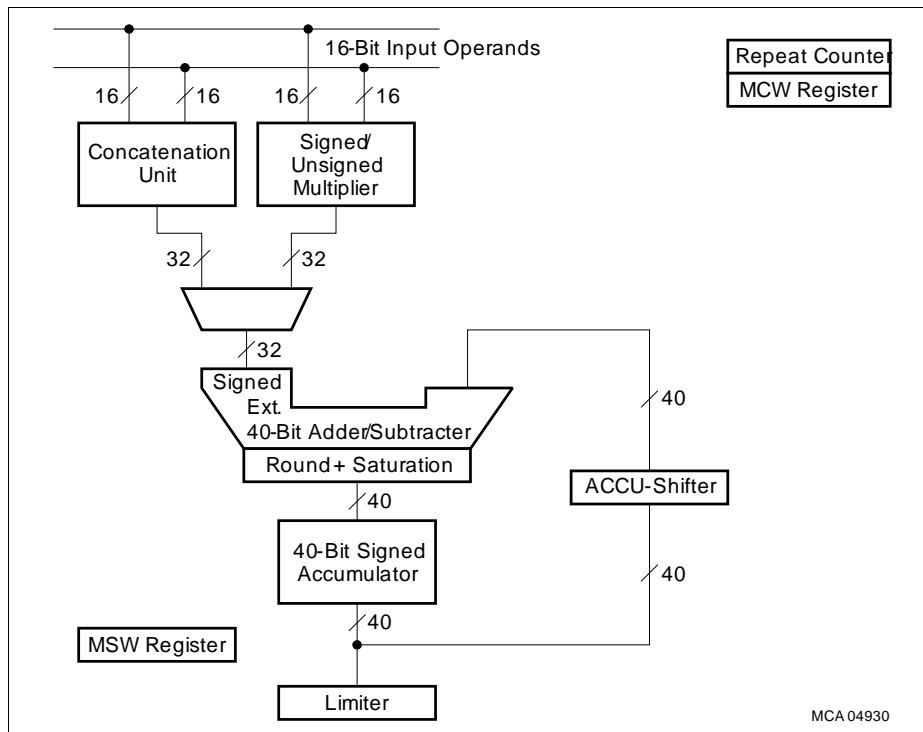 16-Bit Input Operands
Repeat Counter
MCW Register
16 16 16 16
Concatenation
Unit
Signed/
Unsigned
Multiplier
32 32
32
Signed
Ext.
40-Bit Adder/Subtracter
Round + Saturation
40
ACCU-Shifter
40
40-Bit Signed
Accumulator
40
40
MSW Register
Limiter
MCA 04930